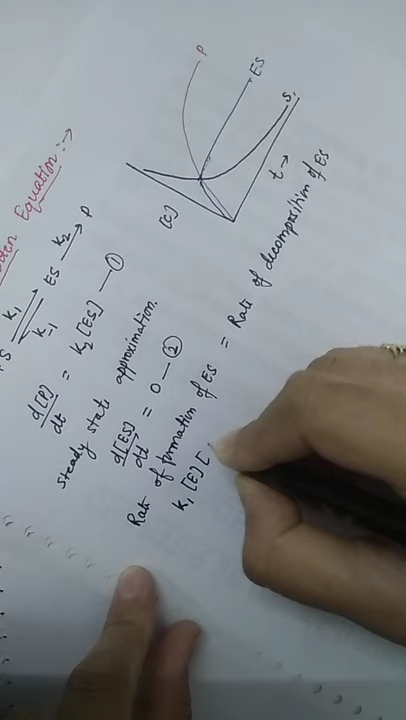 Equation :→
S ⇌ ES → P
k₁
k₋₁
k₂
d[P]/dt = k₂ [ES] — ①
steady state approximation.
d[ES]/dt = 0 — ②
Rate of formation of ES = Rate of decomposition of ES
k₁ [E] [
[C]
t →
P
ES
S